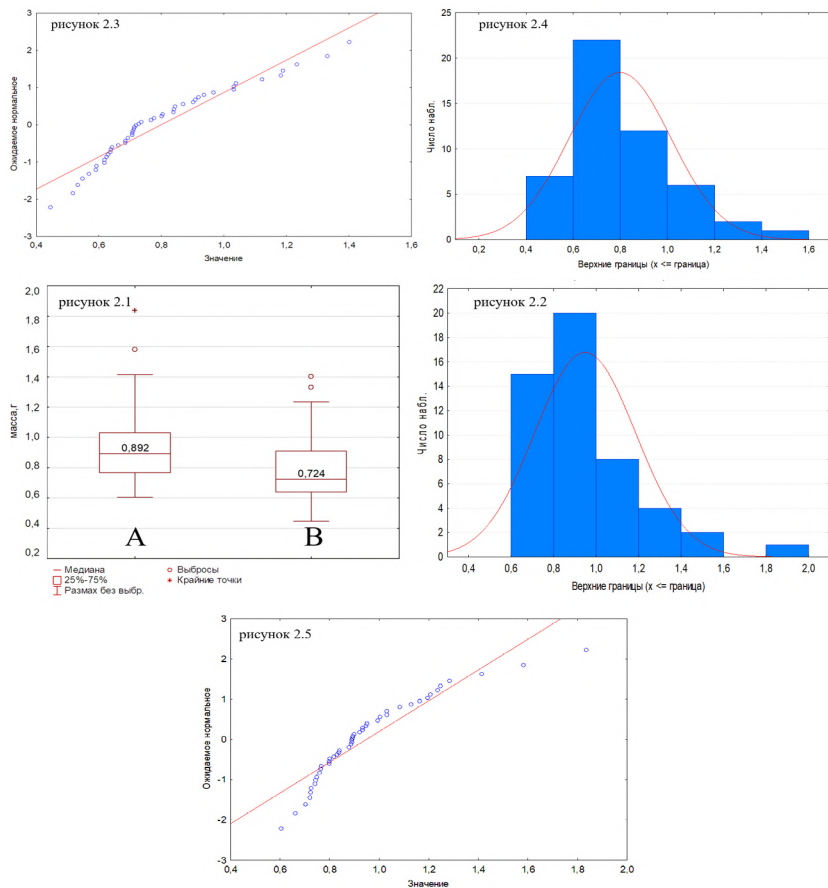 рисунок 2.3
Ожидаемое нормальное
3
2
1
0
-1
-2
-3
0,4 0,6 0,8 1,0 1,2 1,4 1,6
Значение
рисунок 2.4
Число набл.
25
20
15
10
5
0
0,2 0,4 0,6 0,8 1,0 1,2 1,4 1,6
Верхние границы (x <= граница)
рисунок 2.1
масса,г
2,0
1,8
1,6
1,4
1,2
1,0
0,8
0,6
0,4
0,2
0,892
0,724
A B
Медиана
25%-75%
Размах без выбр.
Выбросы
Крайние точки
рисунок 2.2
Число набл.
22
20
18
16
14
12
10
8
6
4
2
0
0,4 0,6 0,8 1,0 1,2 1,4 1,6 1,8 2,0
Верхние границы (x <= граница)
рисунок 2.5
Ожидаемое нормальное
3
2
1
0
-1
-2
-3
0,4 0,6 0,8 1,0 1,2 1,4 1,6 1,8 2,0
Значение